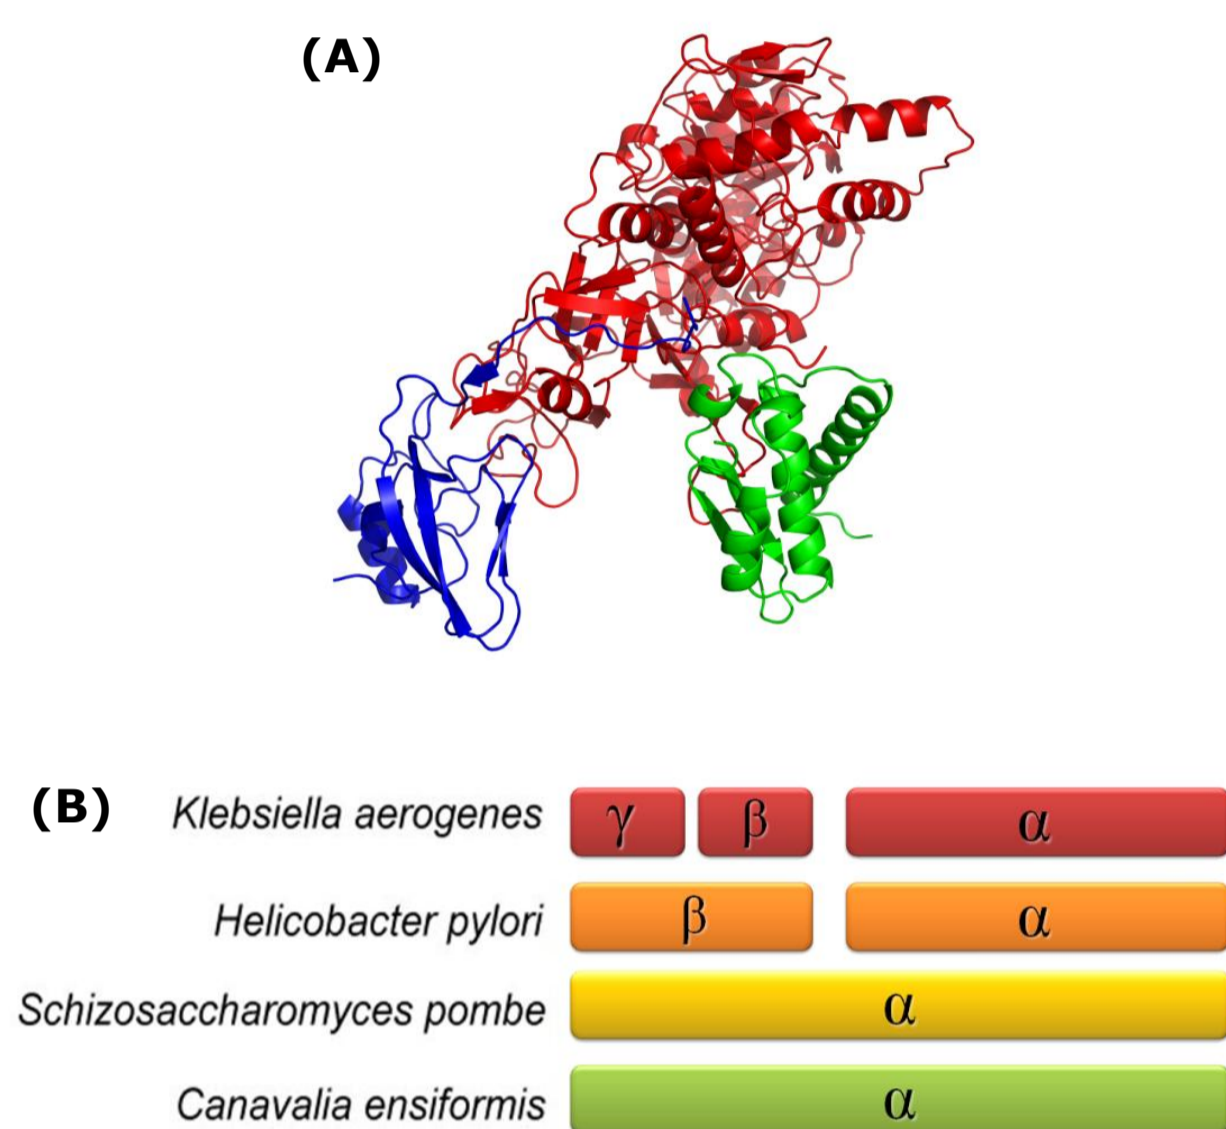 (A)
(B)
Klebsiella aerogenes γ β α
Helicobacter pylori β α
Schizosaccharomyces pombe α
Canavalia ensiformis α